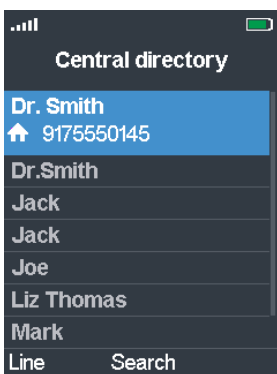 Central directory
Dr. Smith
9175550145
Dr.Smith
Jack
Jack
Joe
Liz Thomas
Mark
Line Search